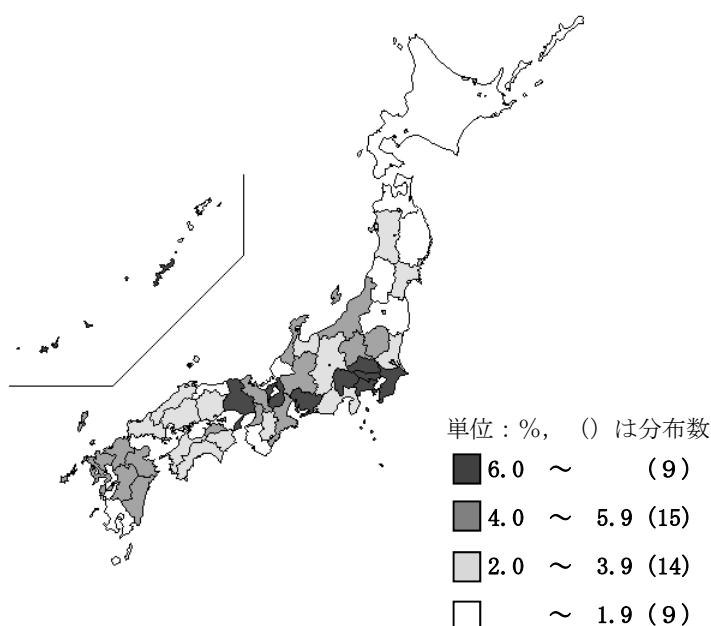 単位：%， （）は分布数
6.0 ～ （9）
4.0 ～ 5.9（15）
2.0 ～ 3.9（14）
～ 1.9（9）